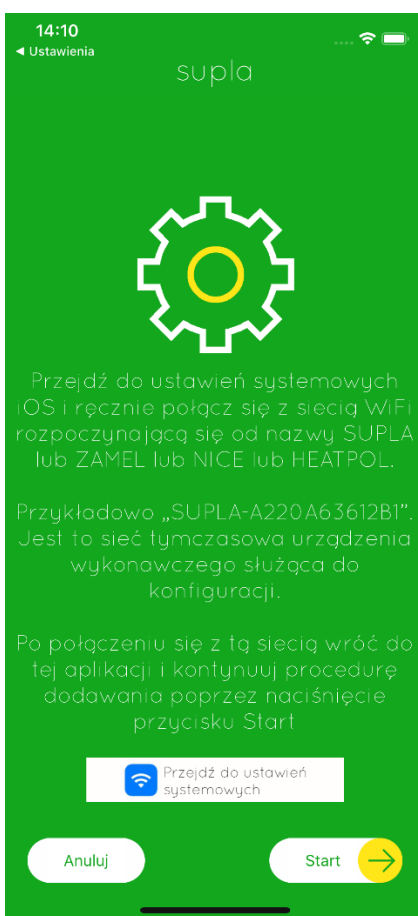 14:10
◀ Ustawienia
supla
Przejdź do ustawień systemowych
iOS i ręcznie połącz się z siecią WiFi
rozpoczynającą się od nazwy SUPLA
lub ZAMEL lub NICE lub HEATPOL.
Przykładowo „SUPLA-A220A63612B1”.
Jest to sieć tymczasowa urządzenia
wykonawczego służąca do
konfiguracji.
Po połączeniu się z tą siecią wróć do
tej aplikacji i kontynuuj procedurę
dodawania poprzez naciśnięcie
przycisku Start
Przejdź do ustawień
systemowych
Anuluj
Start